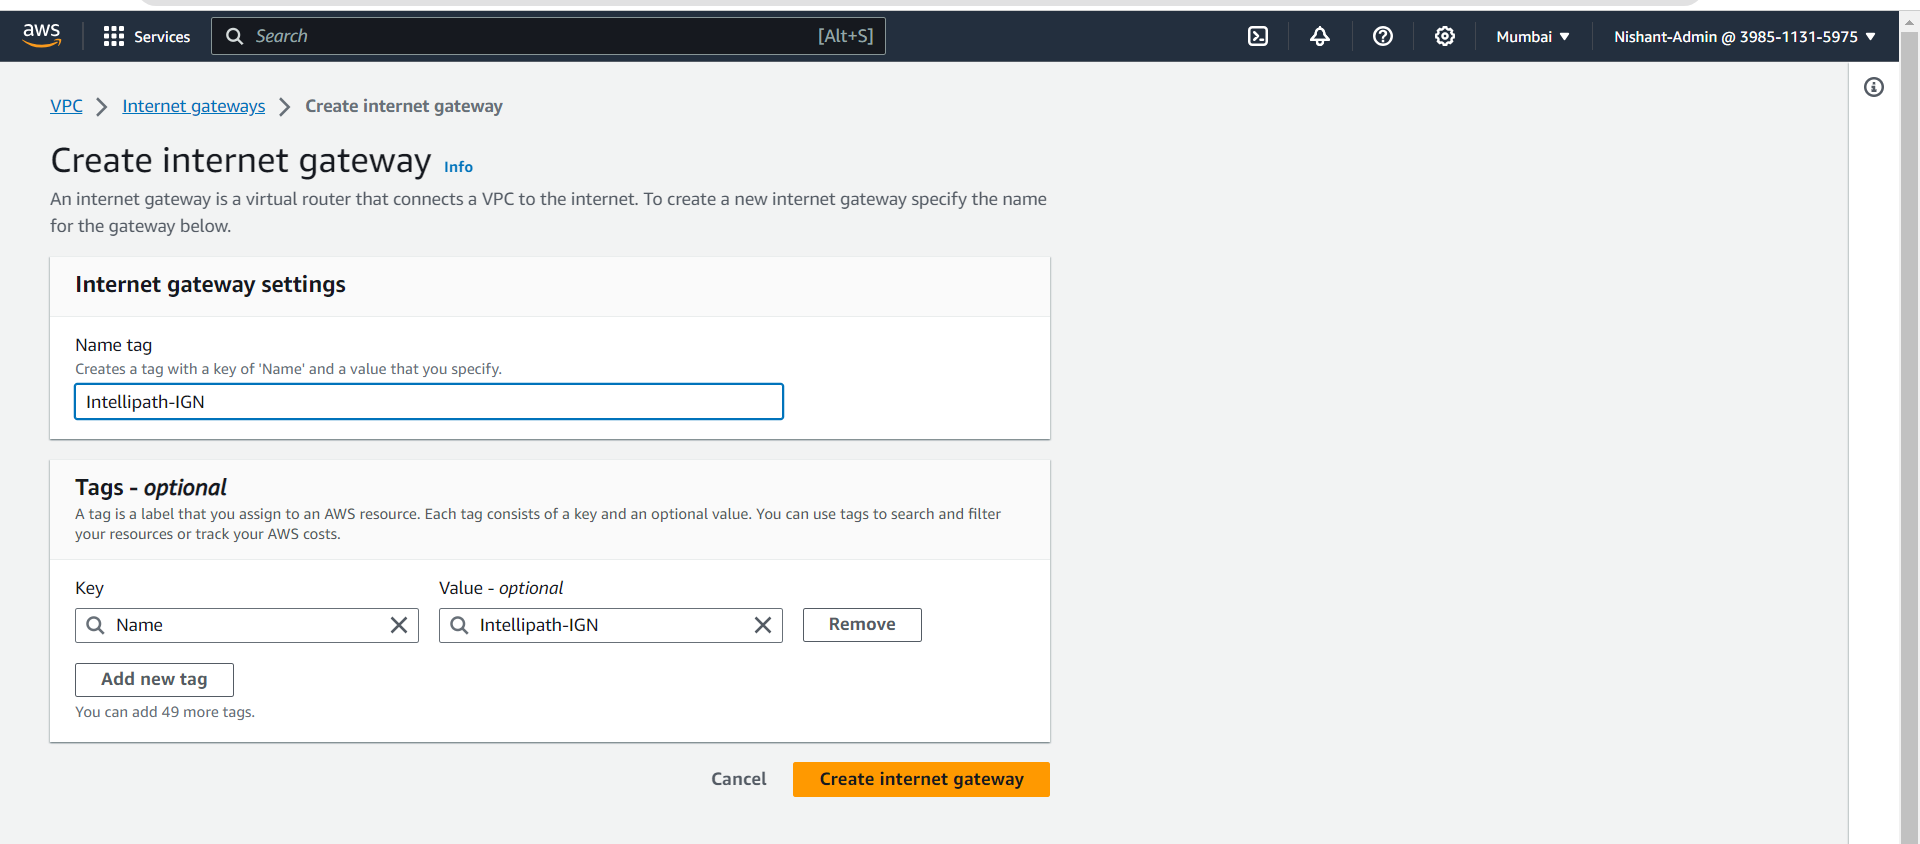 aws Services Search [Alt+S] Mumbai Nishant-Admin @ 3985-1131-5975
VPC Internet gateways Create internet gateway
Create internet gateway Info
An internet gateway is a virtual router that connects a VPC to the internet. To create a new internet gateway specify the name
for the gateway below.
Internet gateway settings
Name tag
Creates a tag with a key of 'Name' and a value that you specify.
Intellipath-IGN
Tags - optional
A tag is a label that you assign to an AWS resource. Each tag consists of a key and an optional value. You can use tags to search and filter
your resources or track your AWS costs.
Key Value - optional
Name Intellipath-IGN Remove
Add new tag
You can add 49 more tags.
Cancel Create internet gateway